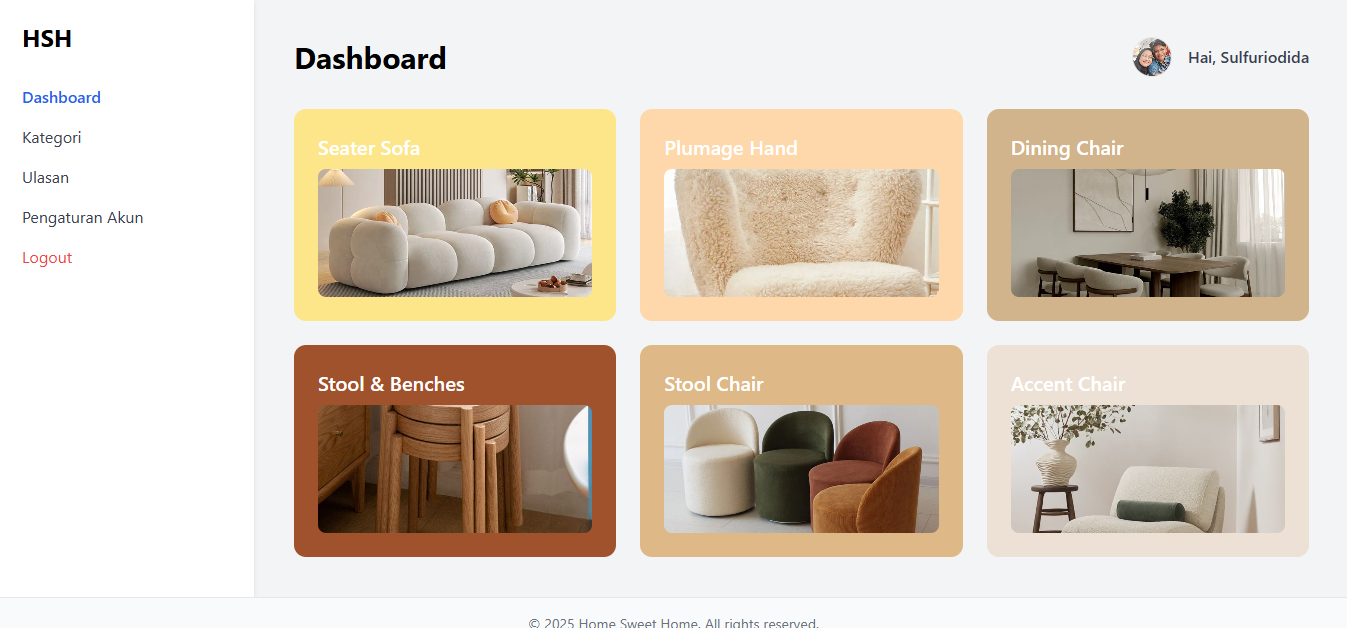 HSH
Dashboard
Kategori
Ulasan
Pengaturan Akun
Logout
Dashboard
Hai, Sulfuriodida
Seater Sofa
Plumage Hand
Dining Chair
Stool & Benches
Stool Chair
Accent Chair
© 2025 Home Sweet Home. All rights reserved.